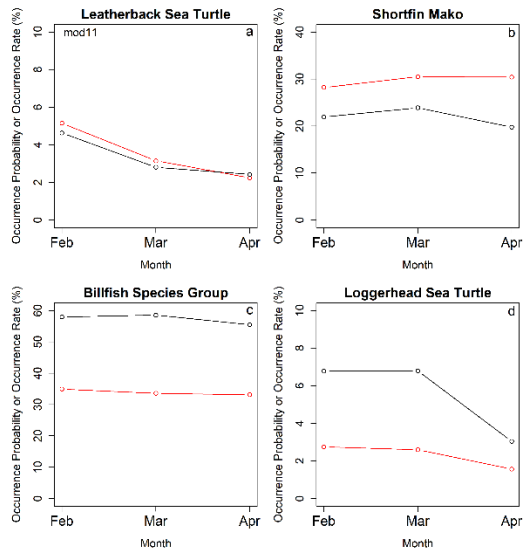 Leatherback Sea Turtle
mod11
a
Occurrence Probability or Occurrence Rate (%)
10
8
6
4
2
0
Feb Mar Apr
Month
Shortfin Mako
b
Occurrence Probability or Occurrence Rate (%)
40
30
20
10
0
Feb Mar Apr
Month
Billfish Species Group
c
Occurrence Probability or Occurrence Rate (%)
60
50
40
30
20
10
0
Feb Mar Apr
Month
Loggerhead Sea Turtle
d
Occurrence Probability or Occurrence Rate (%)
10
8
6
4
2
0
Feb Mar Apr
Month